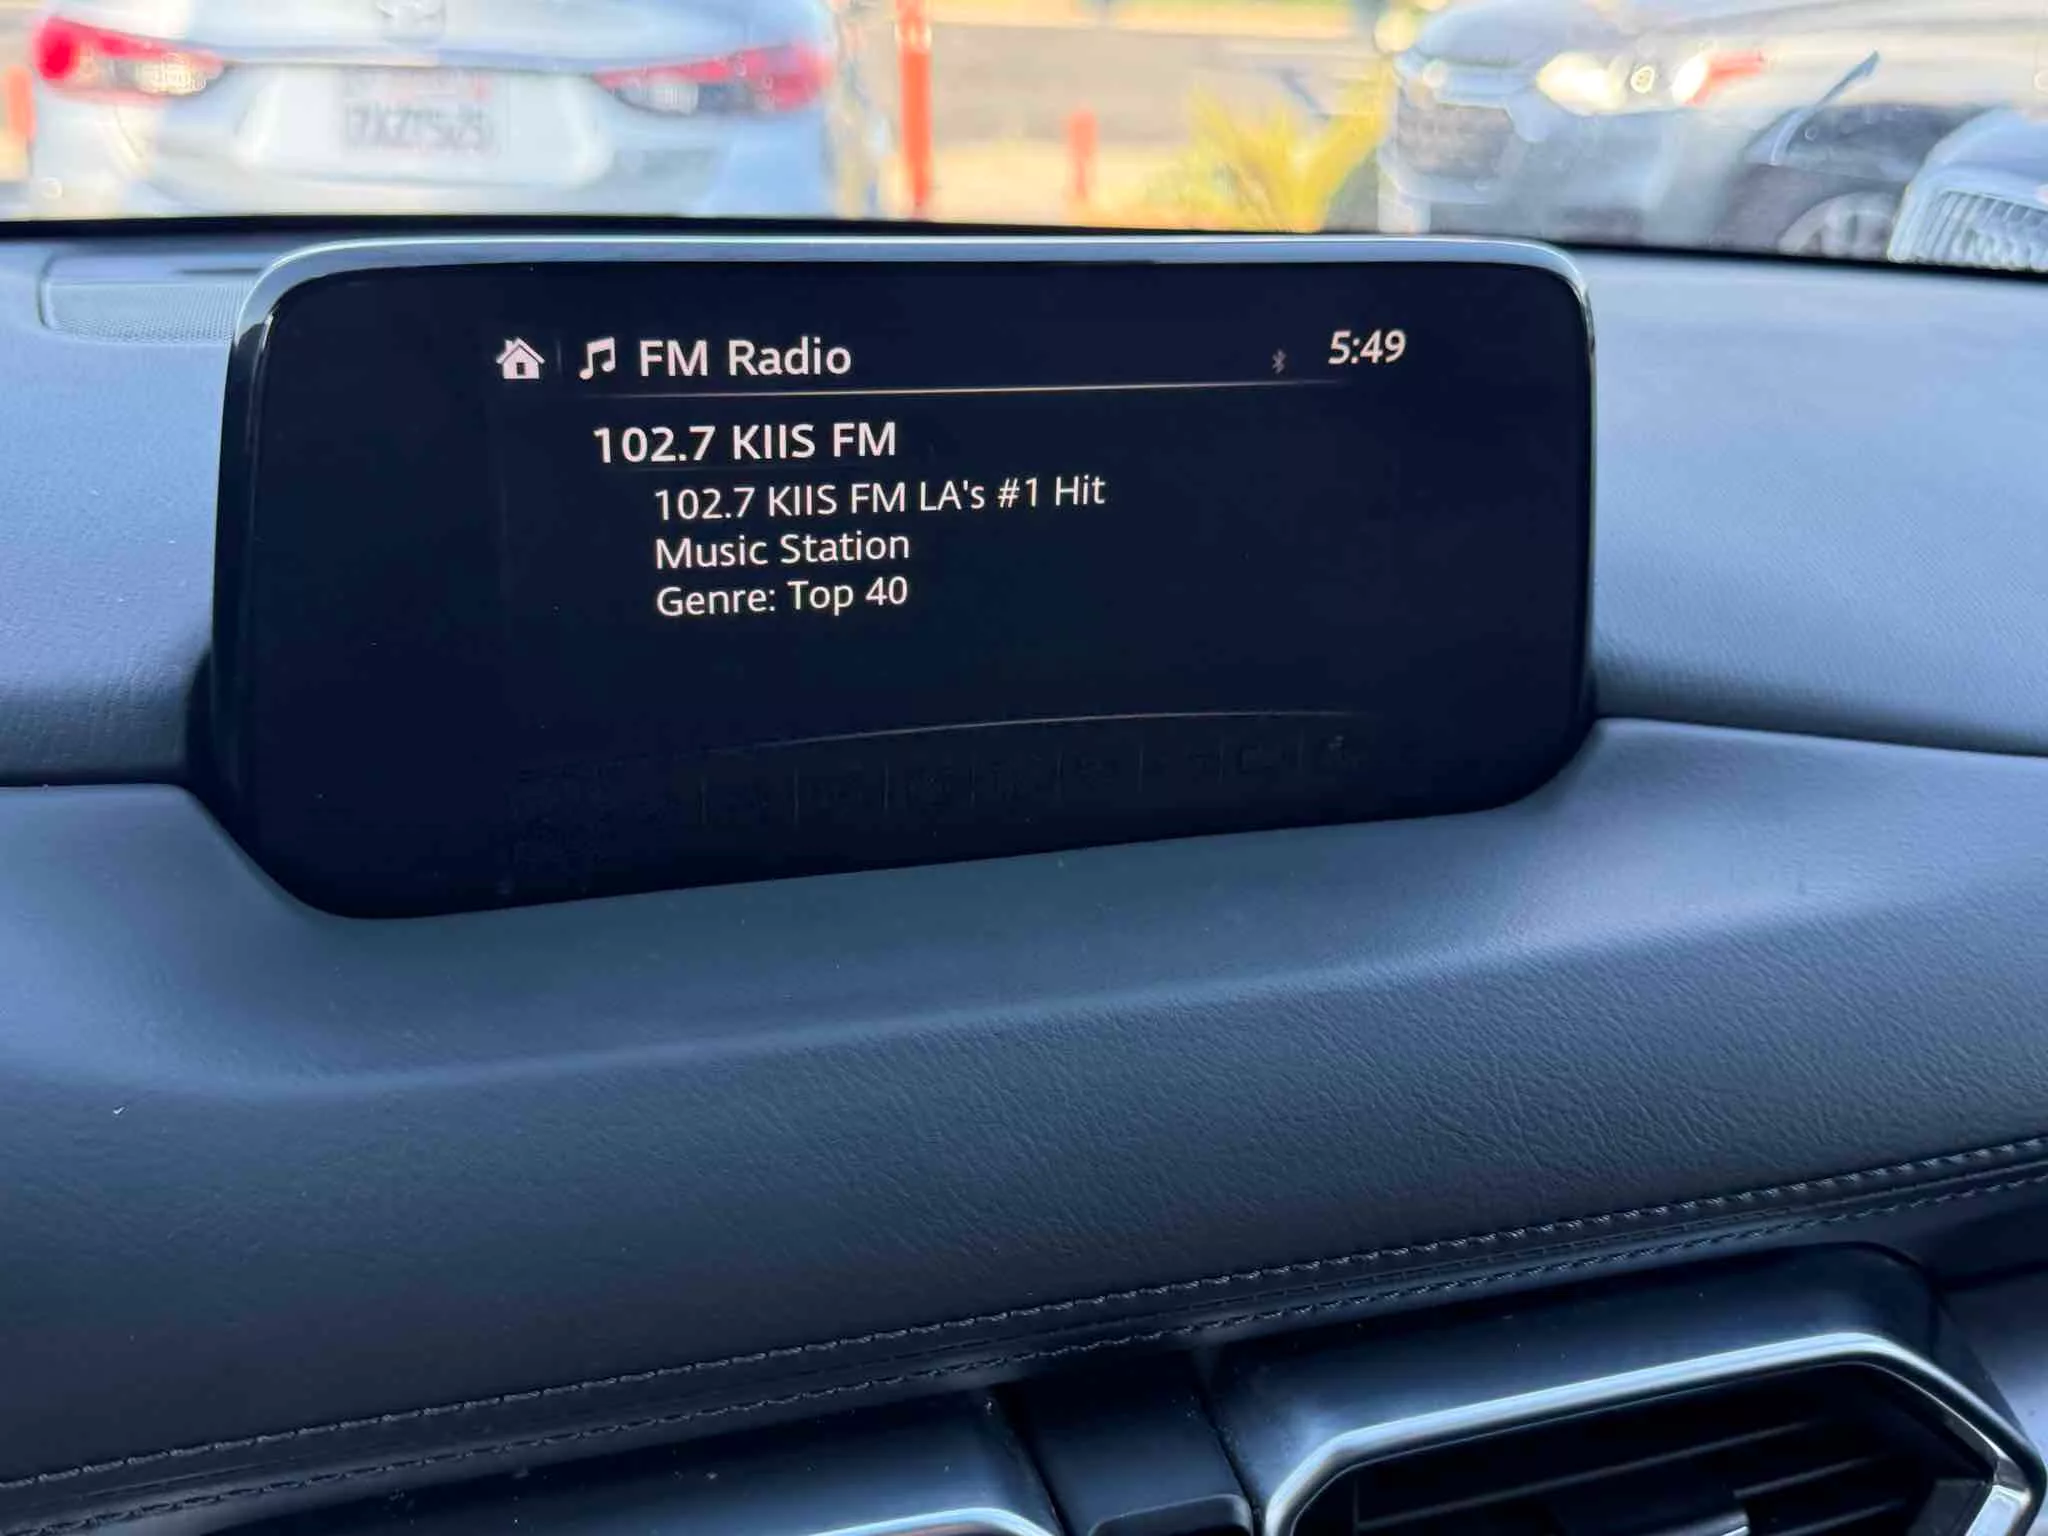 FM Radio
5:49
102.7 KIIS FM
102.7 KIIS FM LA's #1 Hit
Music Station
Genre: Top 40